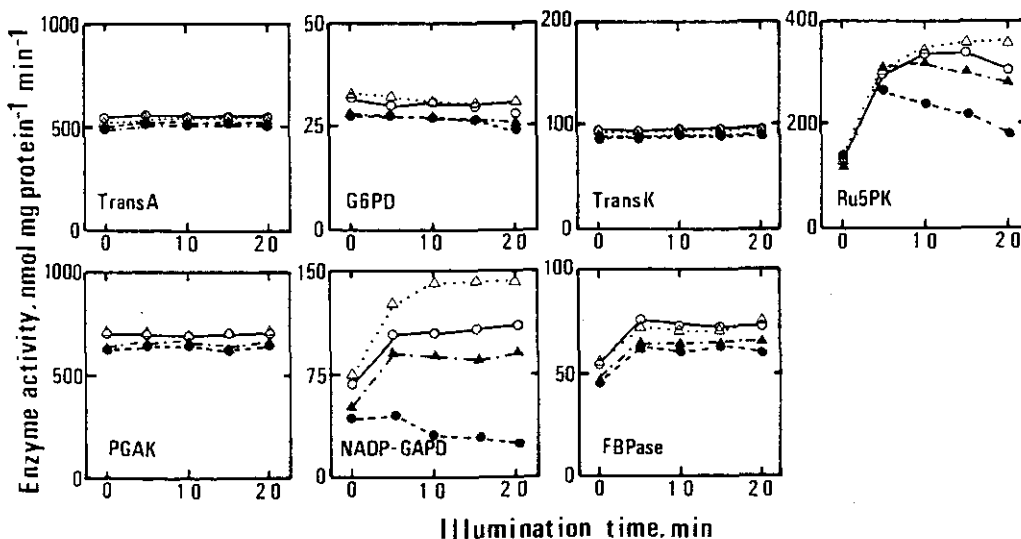 Enzyme activity, nmol mg protein⁻¹ min⁻¹
1000
500
0
TransA
0 10 20
50
25
0
G6PD
0 10 20
200
100
0
TransK
0 10 20
400
200
0
Ru5PK
0 10 20
1000
500
0
PGAK
0 10 20
150
75
0
NADP-GAPD
0 10 20
100
50
0
FBPase
0 10 20
Illumination time, min